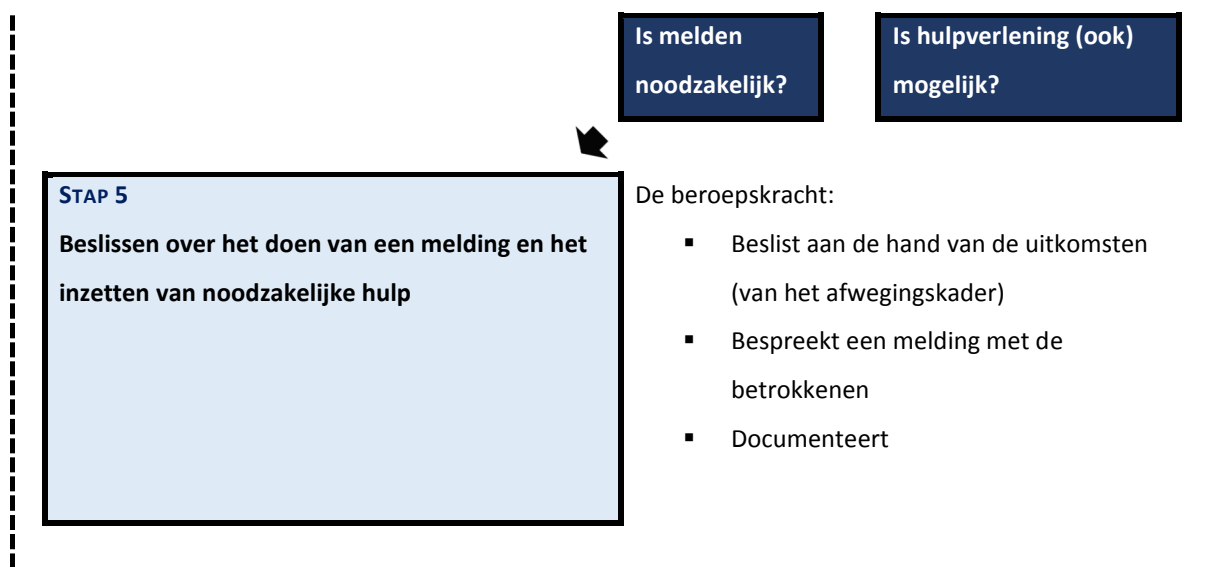 Is melden
noodzakelijk?
Is hulpverlening (ook)
mogelijk?
STAP 5
Beslissen over het doen van een melding en het
inzetten van noodzakelijke hulp
De beroepskracht:
▪ Beslist aan de hand van de uitkomsten
(van het afwegingskader)
▪ Bespreekt een melding met de
betrokkenen
▪ Documenteert